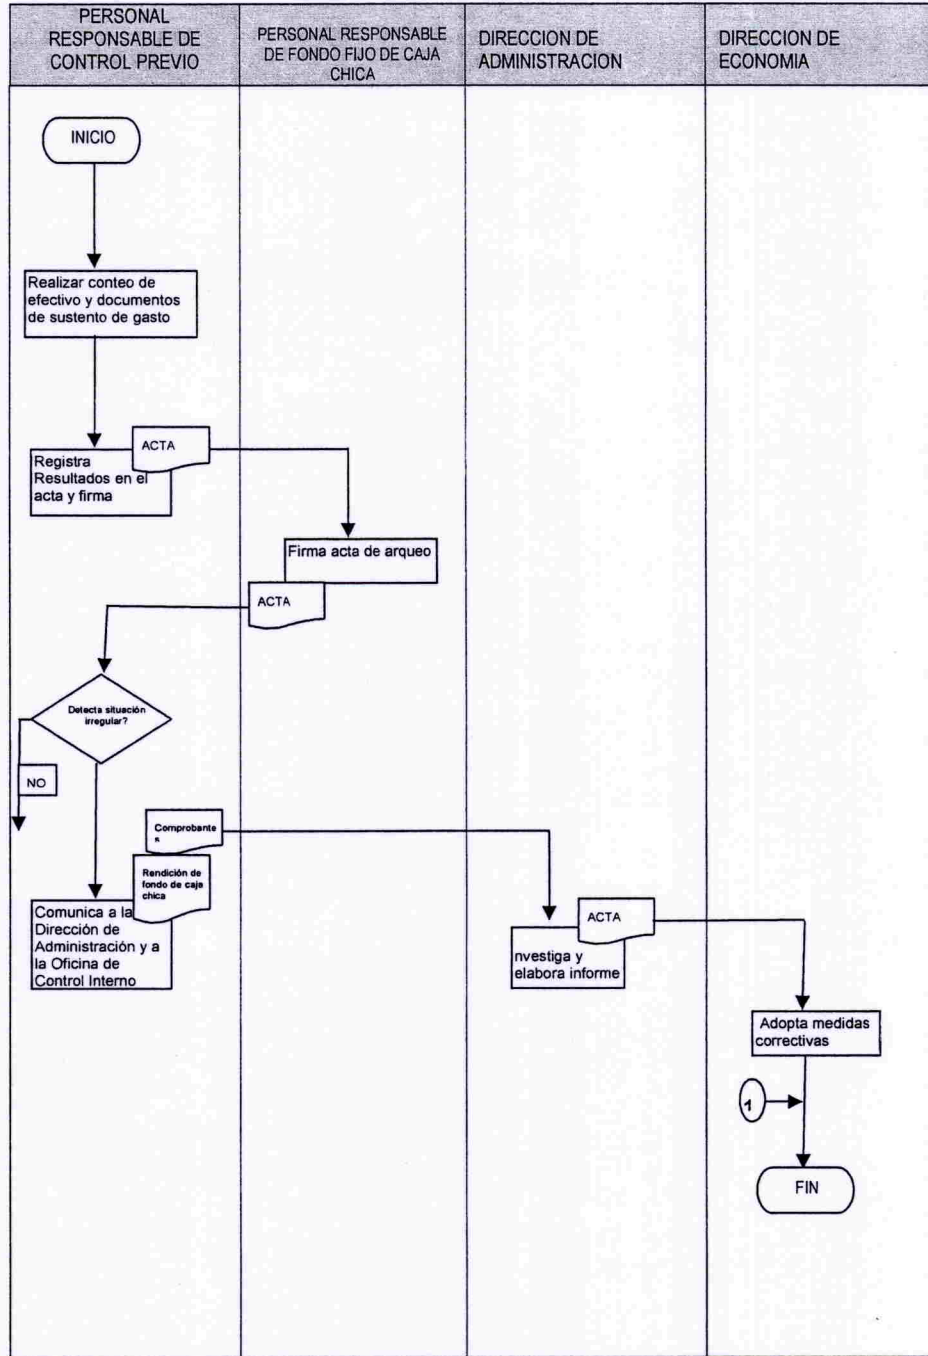 PERSONAL
RESPONSABLE DE
CONTROL PREVIO
PERSONAL RESPONSABLE
DE FONDO FIJO DE CAJA
CHICA
DIRECCION DE
ADMINISTRACION
DIRECCION DE
ECONOMIA
INICIO
Realizar conteo de
efectivo y documentos
de sustento de gasto
ACTA
Registra
Resultados en el
acta y firma
Firma acta de arqueo
ACTA
Detecta situación
irregular?
NO
Comprobante
s
Rendición de
fondo de caja
chica
Comunica a la
Dirección de
Administración y a
la Oficina de
Control Interno
ACTA
nvestiga y
elabora informe
Adopta medidas
correctivas
1
FIN